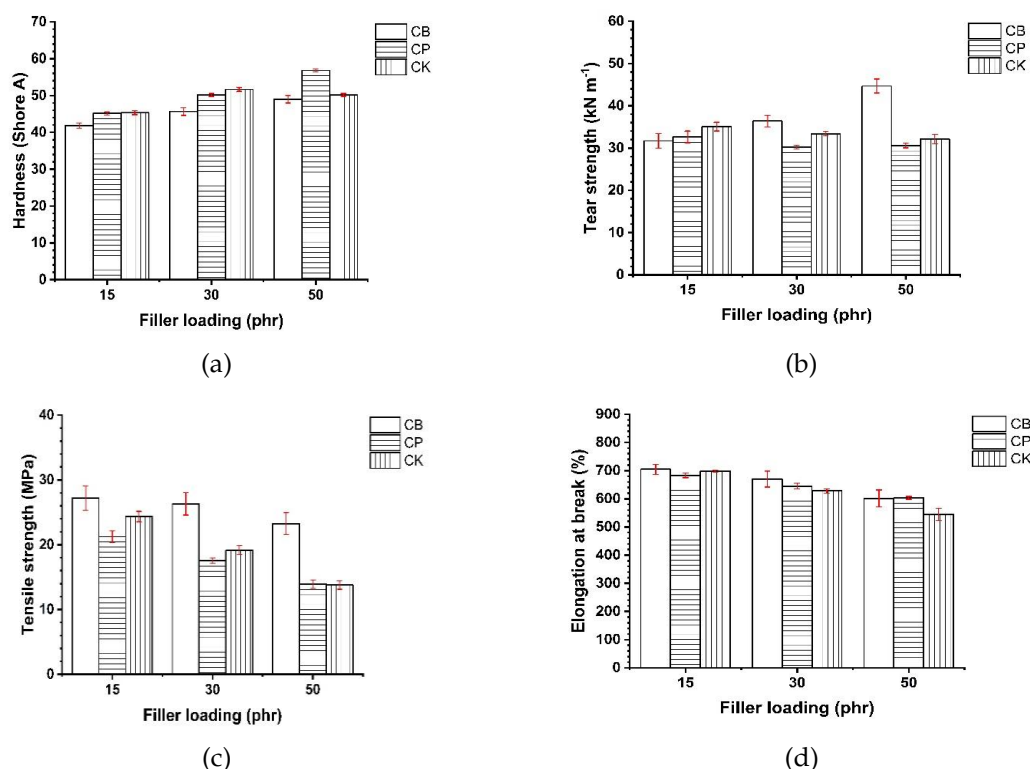 70
60
50
40
30
20
10
0
Hardness (Shore A)
15 30 50
Filler loading (phr)
CB
CP
CK
(a)
60
50
40
30
20
10
0
Tear strength (kN m⁻¹)
15 30 50
Filler loading (phr)
CB
CP
CK
(b)
40
30
20
10
0
Tensile strength (MPa)
15 30 50
Filler loading (phr)
CB
CP
CK
(c)
900
800
700
600
500
400
300
200
100
0
Elongation at break (%)
15 30 50
Filler loading (phr)
CB
CP
CK
(d)